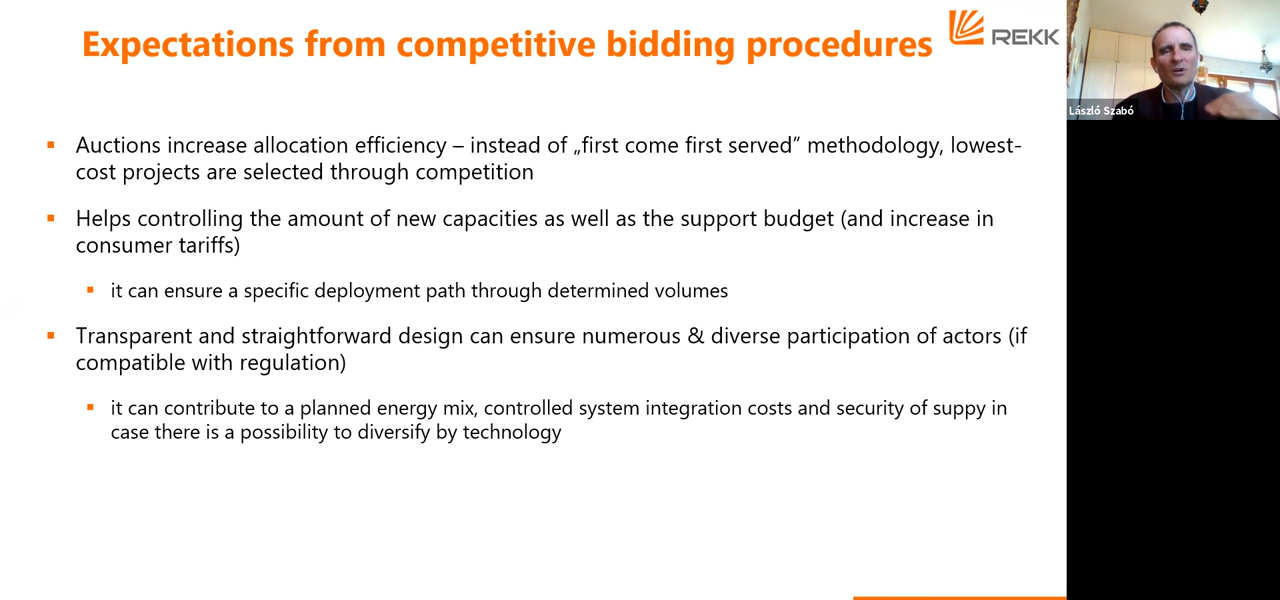 Expectations from competitive bidding procedures
REKK
László Szabó
Auctions increase allocation efficiency – instead of „first come first served” methodology, lowest-
cost projects are selected through competition
Helps controlling the amount of new capacities as well as the support budget (and increase in
consumer tariffs)
it can ensure a specific deployment path through determined volumes
Transparent and straightforward design can ensure numerous & diverse participation of actors (if
compatible with regulation)
it can contribute to a planned energy mix, controlled system integration costs and security of suppy in
case there is a possibility to diversify by technology